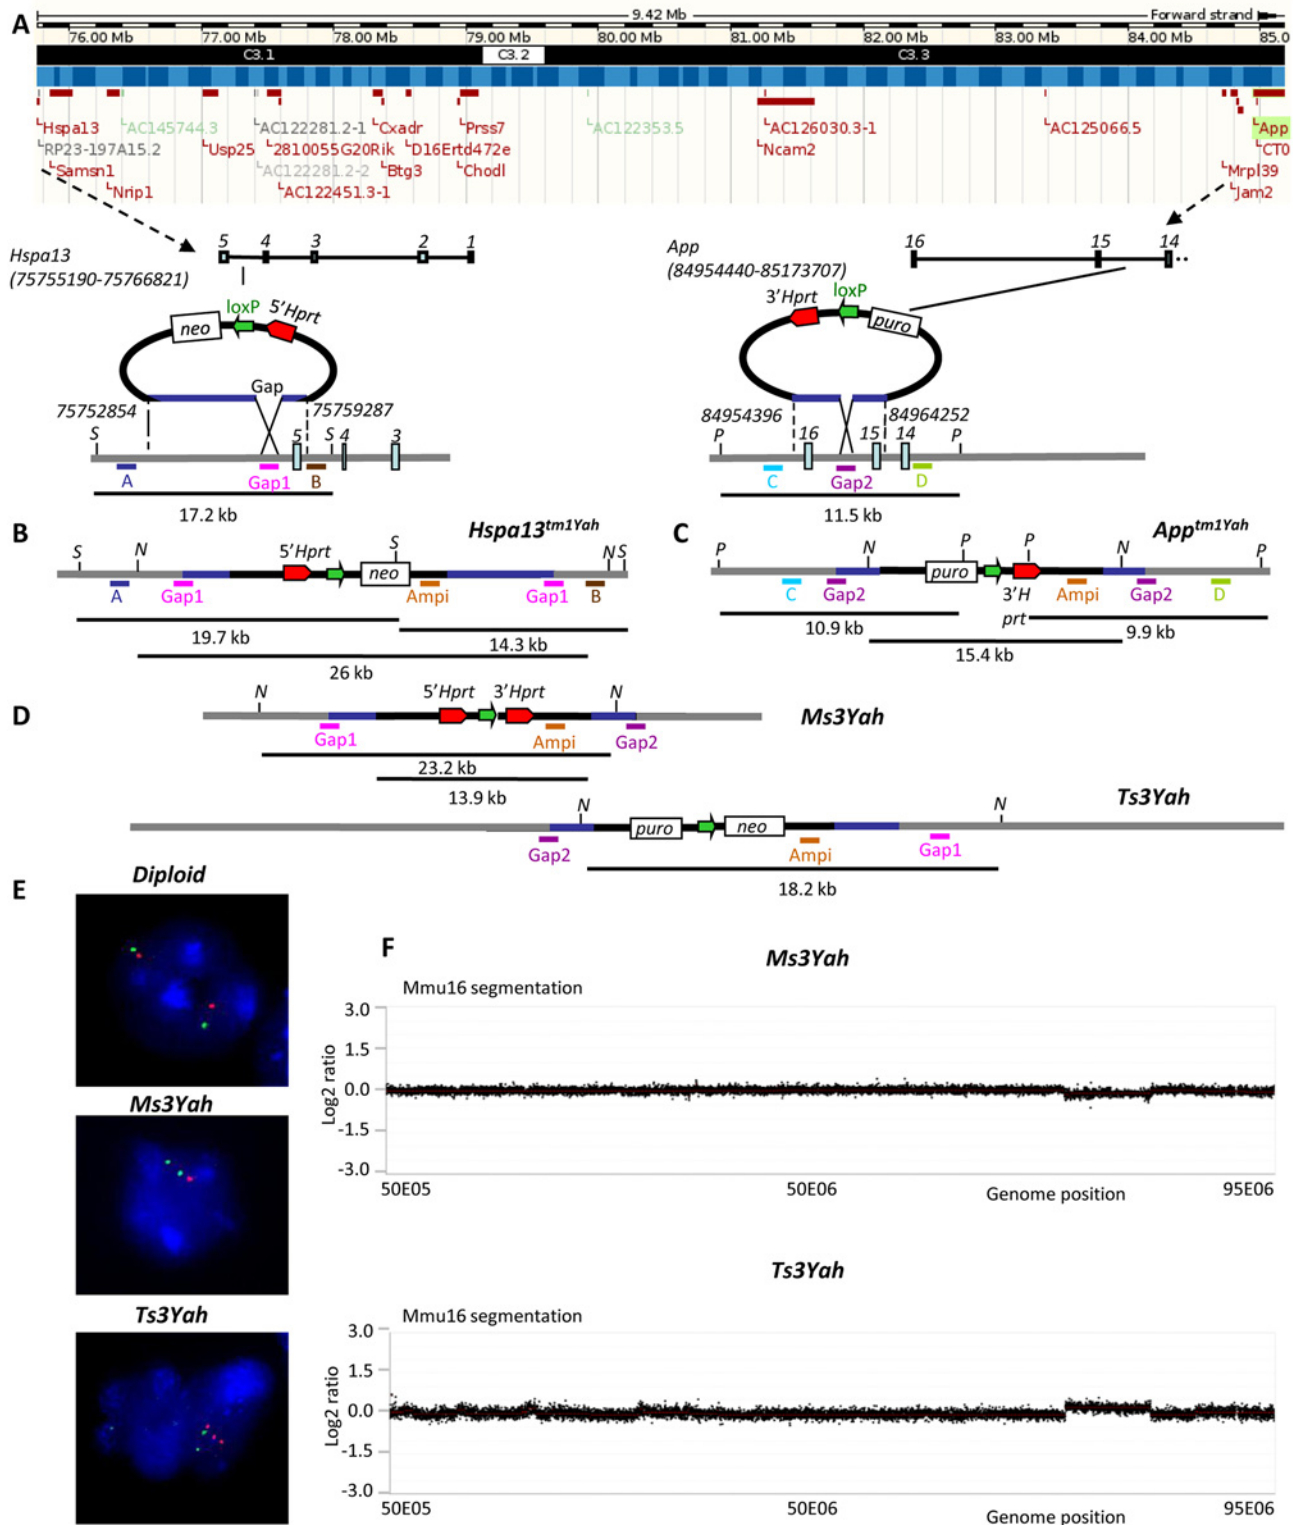 A
9.42 Mb
Forward strand
76.00 Mb 77.00 Mb 78.00 Mb 79.00 Mb 80.00 Mb 81.00 Mb 82.00 Mb 83.00 Mb 84.00 Mb 85.0
C3.1 C3.2 C3.3
Hspa13 AC145744.3 AC122281.2-1 Cxadr Prss7 AC122353.5 AC126030.3-1 AC125066.5 App
RP23-197A15.2 Usp25 2810055G20Rik D16Ertd472e Ncam2 CT0
Samsn1 AC122281.2-2 Btg3 Chodl Mrpl39
Nrip1 AC122451.3-1 Jam2
Hspa13
(75755190-75766821)
5 4 3 2 1
neo loxP 5'Hprt
Gap
75752854 75759287
S 5 S 4 3
A Gap1 B
17.2 kb
App
(84954440-85173707)
16 15 14
3'Hprt loxP puro
84954396 84964252
P 16 15 14 P
C Gap2 D
11.5 kb
B
Hspa13tm1Yah
S N 5'Hprt S neo N S
A Gap1 Ampi Gap1 B
19.7 kb
14.3 kb
26 kb
C
Apptm1Yah
P N P P N P
puro
C Gap2 3'H Ampi Gap2 D
prt
10.9 kb
9.9 kb
15.4 kb
D
N 5'Hprt 3'Hprt N
Ms3Yah
Gap1 Ampi Gap2
23.2 kb
13.9 kb
Ts3Yah
N N
puro neo
Gap2 Ampi Gap1
18.2 kb
E
Diploid
Ms3Yah
Ts3Yah
F
Ms3Yah
Mmu16 segmentation
Log2 ratio
3.0
1.5
0.0
-1.5
-3.0
50E05 50E06 Genome position 95E06
Ts3Yah
Mmu16 segmentation
Log2 ratio
3.0
1.5
0.0
-1.5
-3.0
50E05 50E06 Genome position 95E06